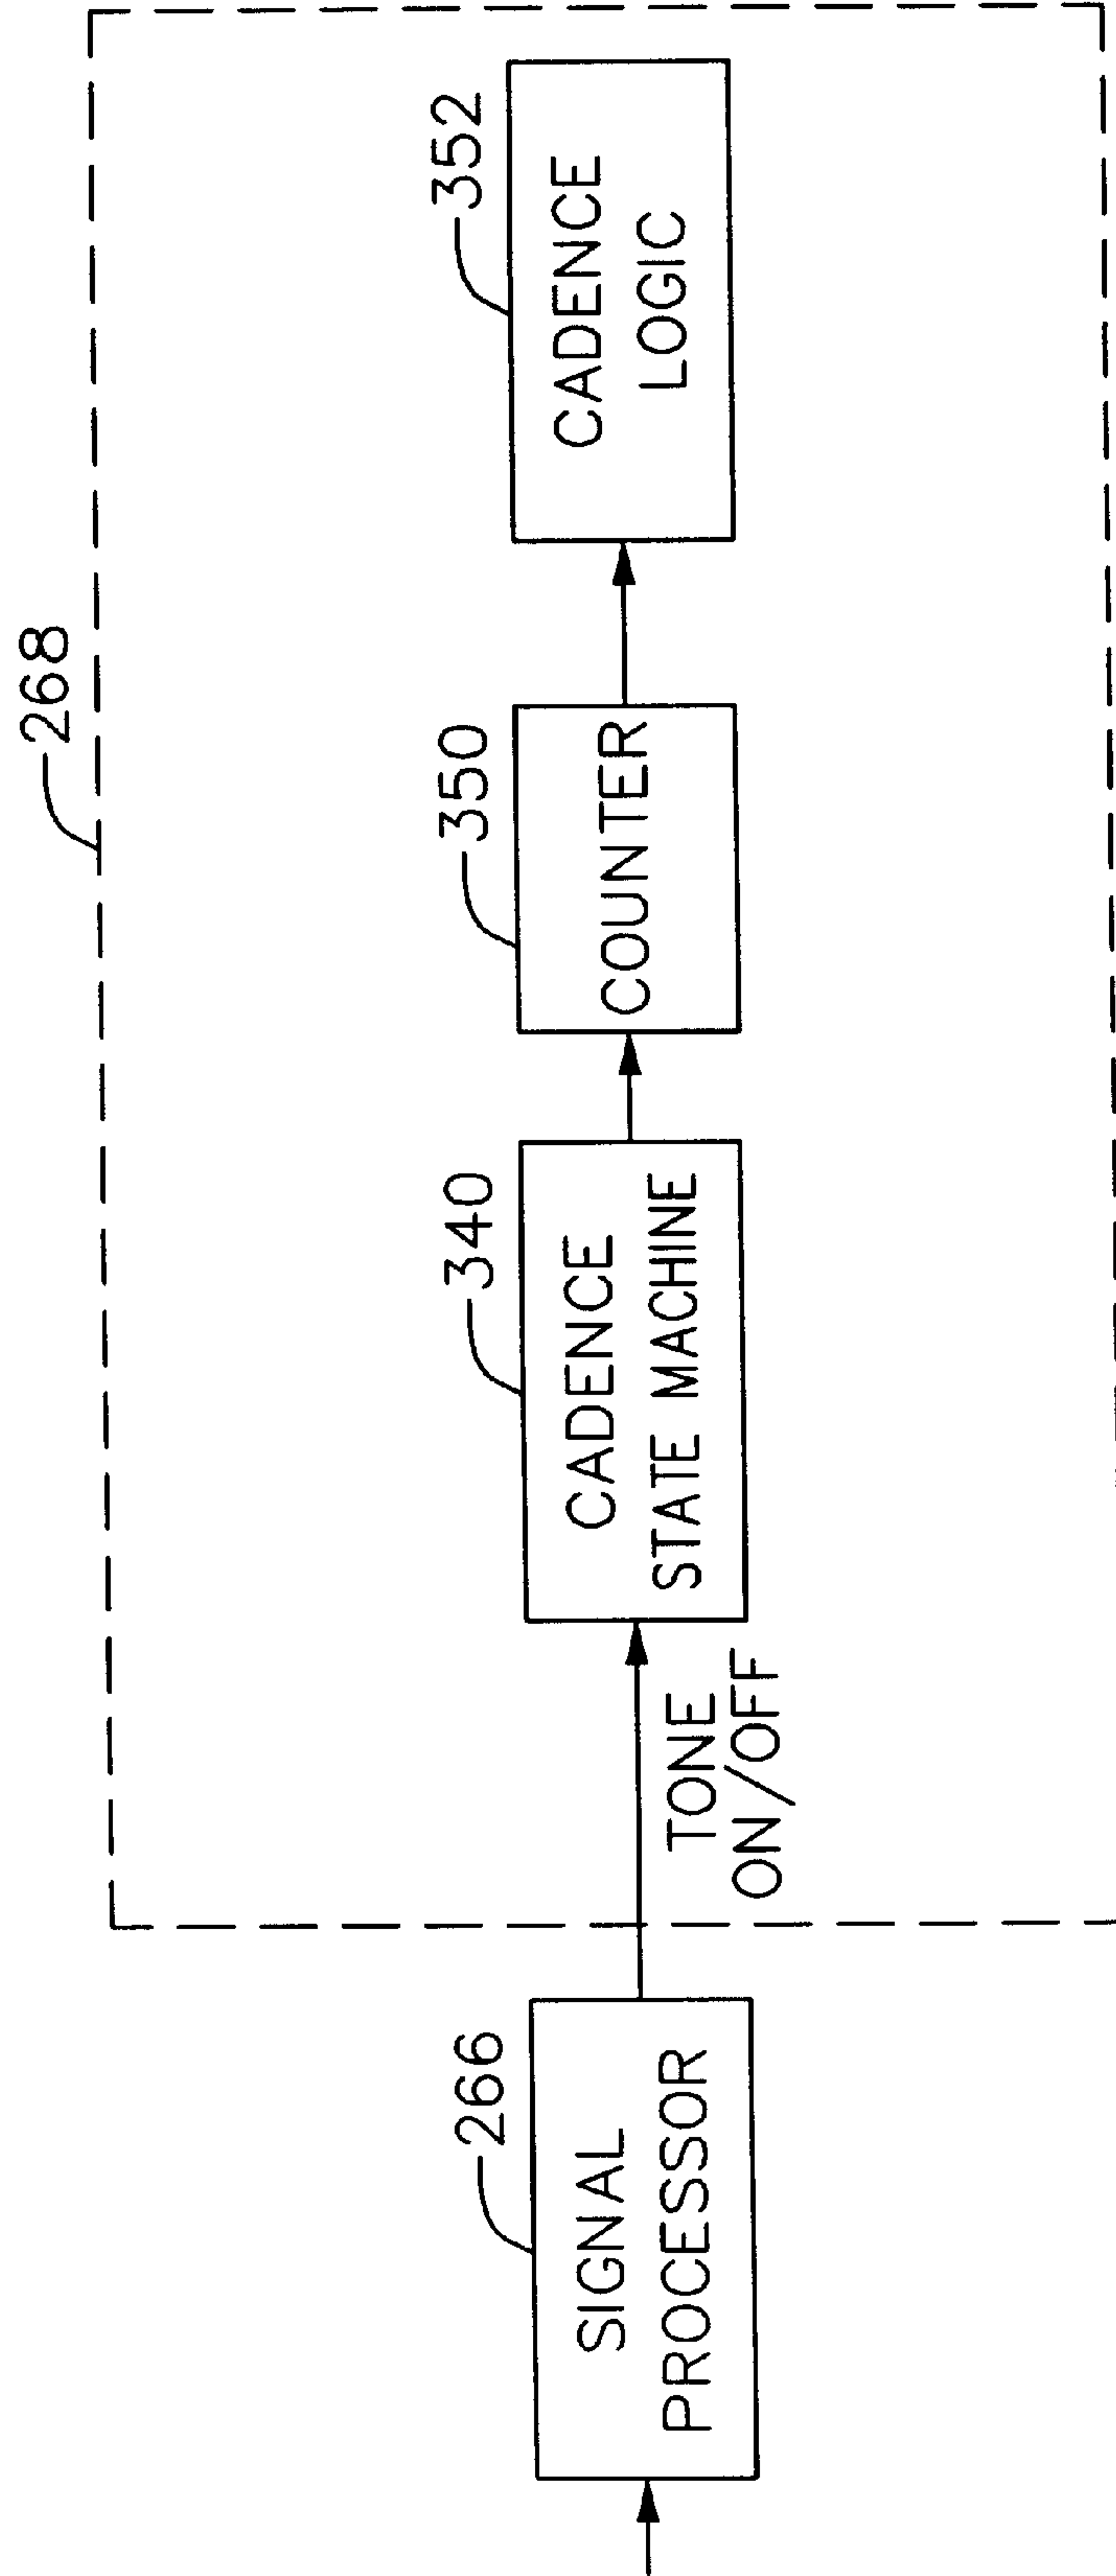 268
266
SIGNAL
PROCESSOR
TONE
ON/OFF
340
CADENCE
STATE MACHINE
350
COUNTER
352
CADENCE
LOGIC